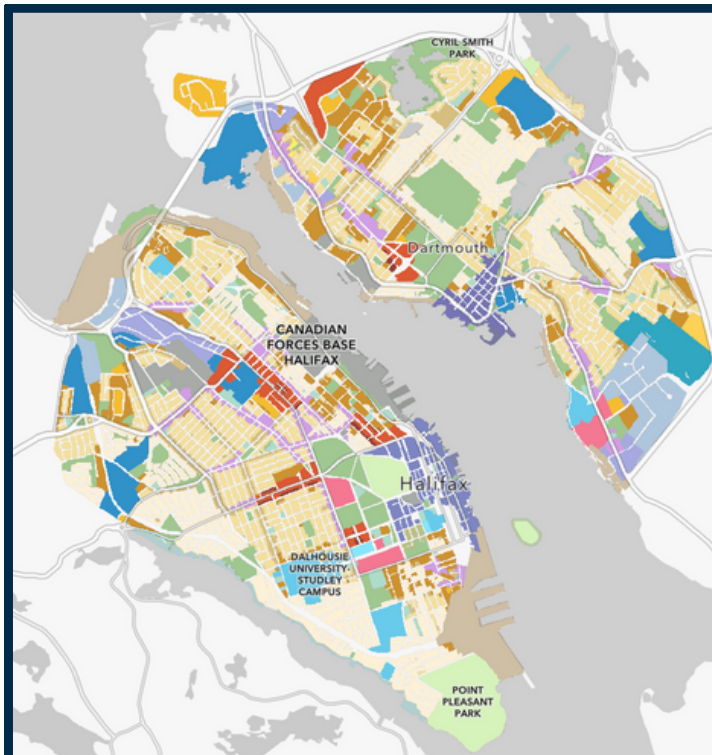 CYRIL SMITH
PARK
Dartmouth
CANADIAN
FORCES BASE
HALIFAX
Halifax
DALHOUSIE
UNIVERSITY-
STUDLEY
CAMPUS
POINT
PLEASANT
PARK